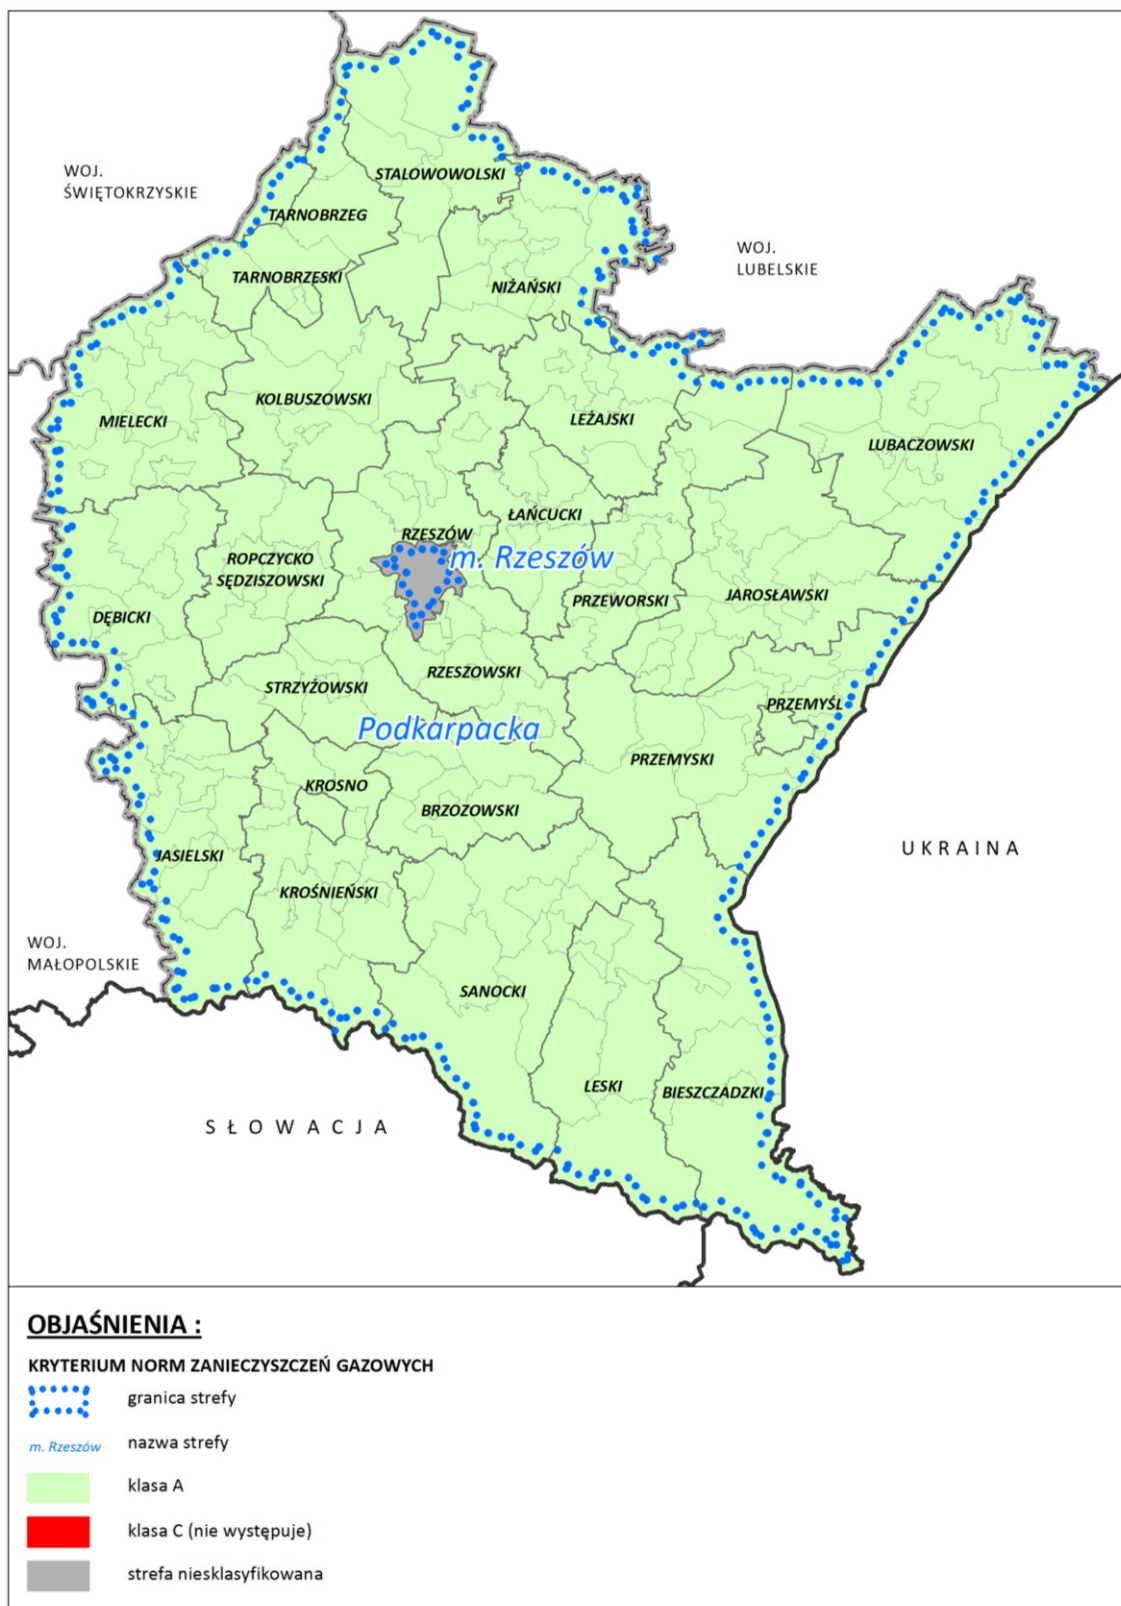 WOJ.
ŚWIĘTOKRZYSKIE
STALOWOWOLSKI
TARNOBRZEG
WOJ.
LUBELSKIE
TARNOBRZESKI
NIŻAŃSKI
KOLBUSZOWSKI
MIELECKI
LEŻAJSKI
LUBACZOWSKI
ŁAŃCUCKI
RZESZÓW
m. Rzeszów
ROPCZYCKO
SĘDZISZOWSKI
PRZEWORSKI
JAROSŁAWSKI
DĘBICKI
RZESZOWSKI
STRZYŻOWSKI
PRZEMYŚL
Podkarpacka
PRZEMYSKI
KROSNO
BRZOZOWSKI
UKRAINA
JASIELSKI
KROŚNIEŃSKI
WOJ.
MAŁOPOLSKIE
SANOCKI
LESKI
BIESZCZADZKI
SŁOWACJA
OBJAŚNIENIA :
KRYTERIUM NORM ZANIECZYSZCZEŃ GAZOWYCH
granica strefy
m. Rzeszów nazwa strefy
klasa A
klasa C (nie występuje)
strefa niesklasyfikowana